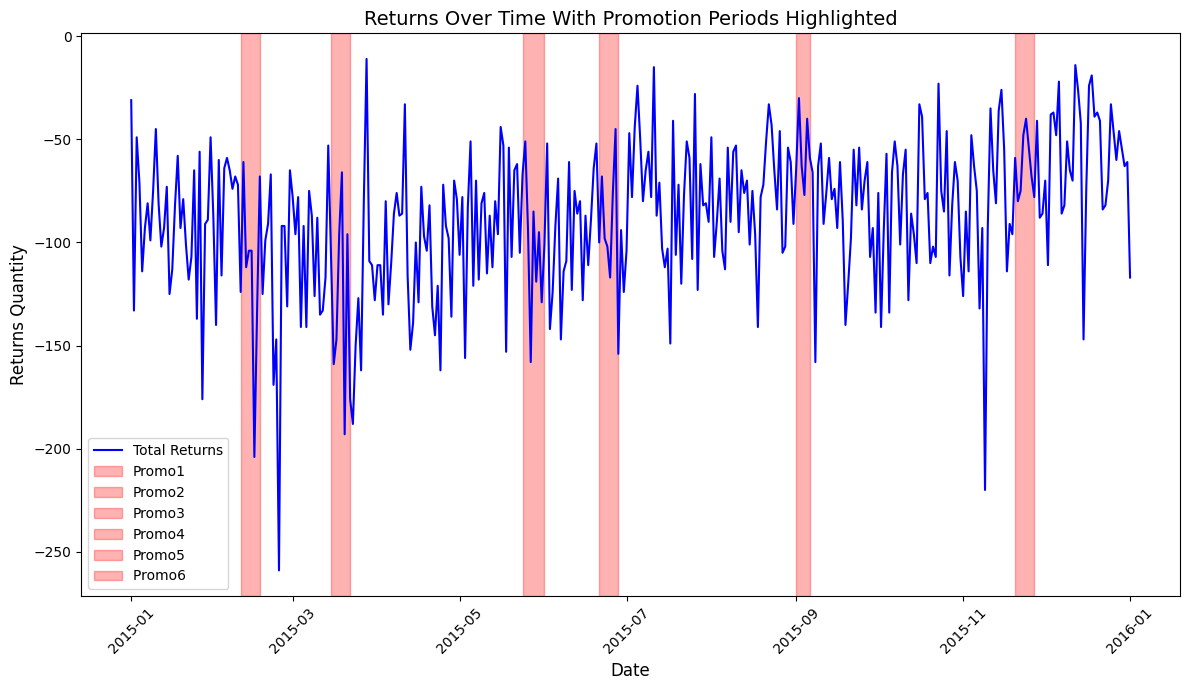 Returns Over Time With Promotion Periods Highlighted
Returns Quantity
0
−50
−100
−150
−200
−250
Total Returns
Promo1
Promo2
Promo3
Promo4
Promo5
Promo6
2015-01
2015-03
2015-05
2015-07
2015-09
2015-11
2016-01
Date